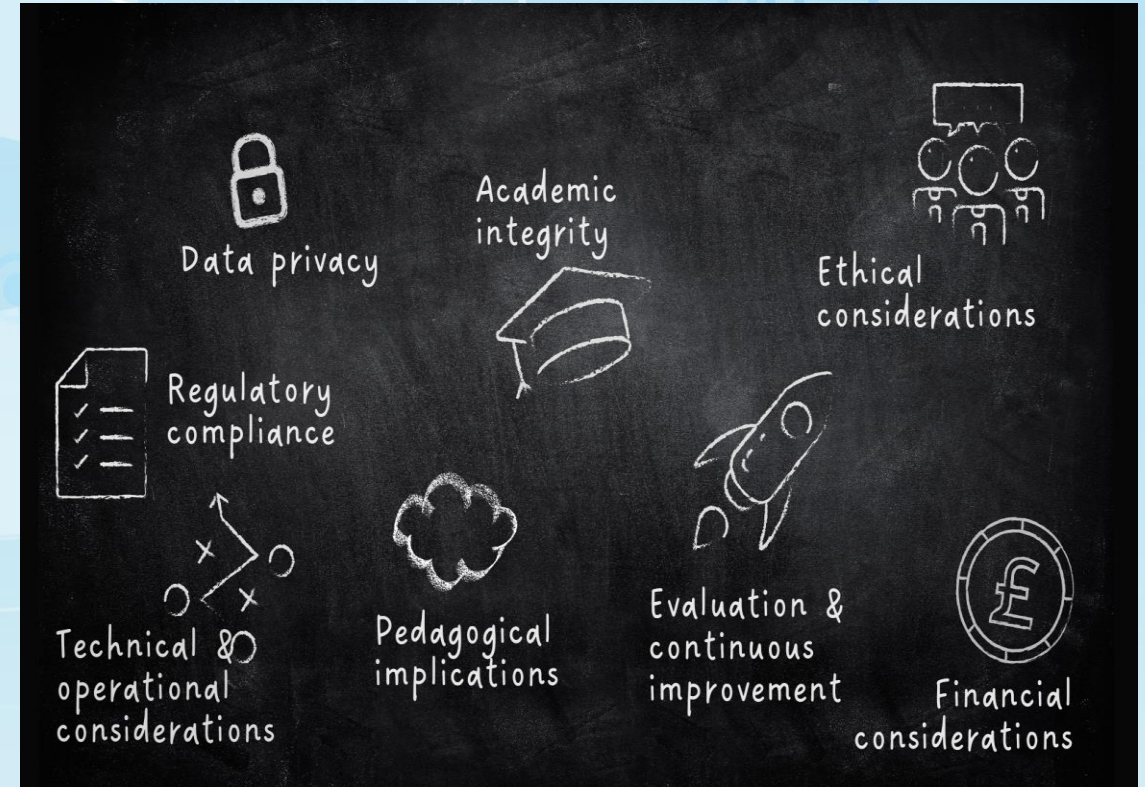 Data privacy
Academic
integrity
Ethical
considerations
Regulatory
compliance
Technical &
operational
considerations
Pedagogical
implications
Evaluation &
continuous
improvement
£
Financial
considerations